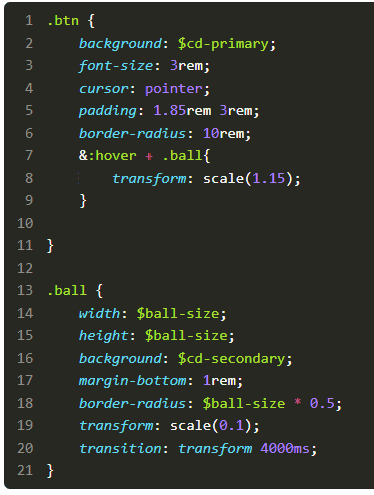 1 .btn {
2     background: $cd-primary;
3     font-size: 3rem;
4     cursor: pointer;
5     padding: 1.85rem 3rem;
6     border-radius: 10rem;
7     &:hover + .ball{
8         transform: scale(1.15);
9     }
10
11 }
12
13 .ball {
14     width: $ball-size;
15     height: $ball-size;
16     background: $cd-secondary;
17     margin-bottom: 1rem;
18     border-radius: $ball-size * 0.5;
19     transform: scale(0.1);
20     transition: transform 4000ms;
21 }